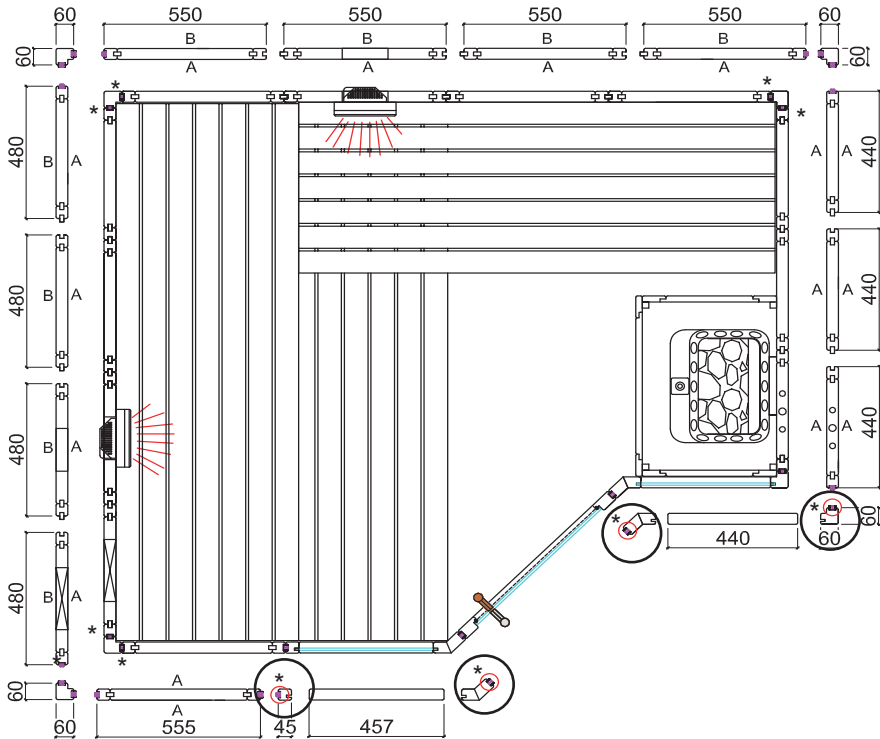 60 550 550 550 550 60
B B B B
60 A A A A 60
* *
* *
480 B A A A 440
480 B A A A 440
480 B A A A 440
480 B A
* *
* * 60
440 60
* *
*
60 A
A
60 555 45 457